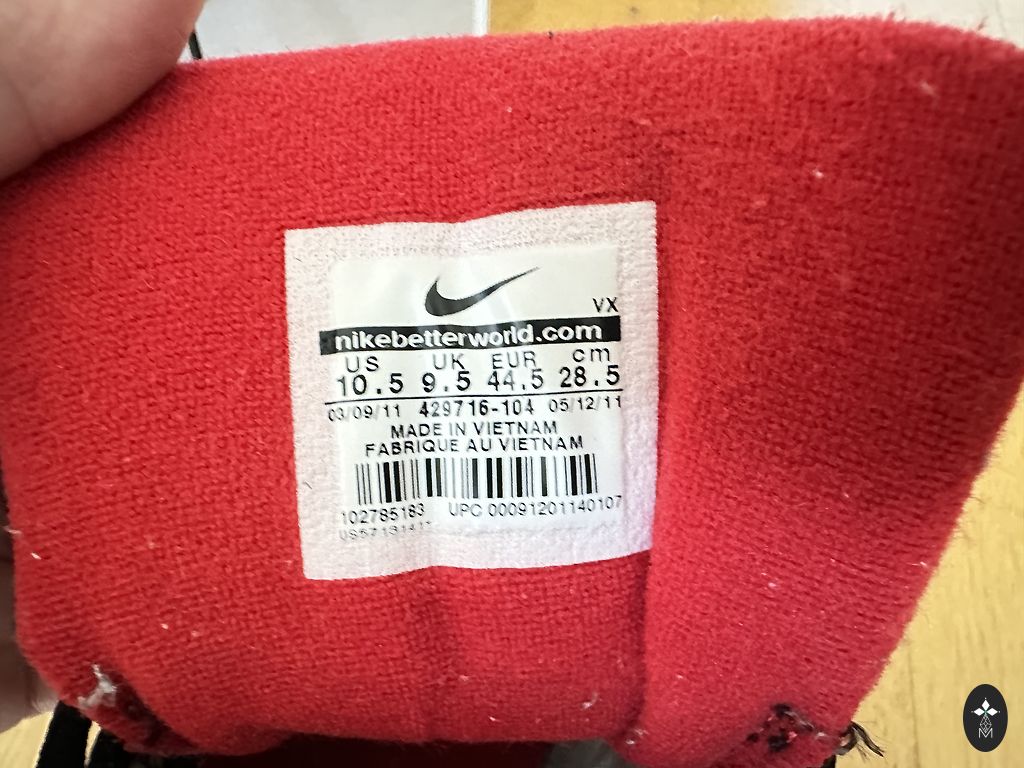 VX
nikebetterworld.com
US UK EUR cm
10.5 9.5 44.5 28.5
03/09/11 429716-104 05/12/11
MADE IN VIETNAM
FABRIQUE AU VIETNAM
102785183 UPC 00091201140107
M